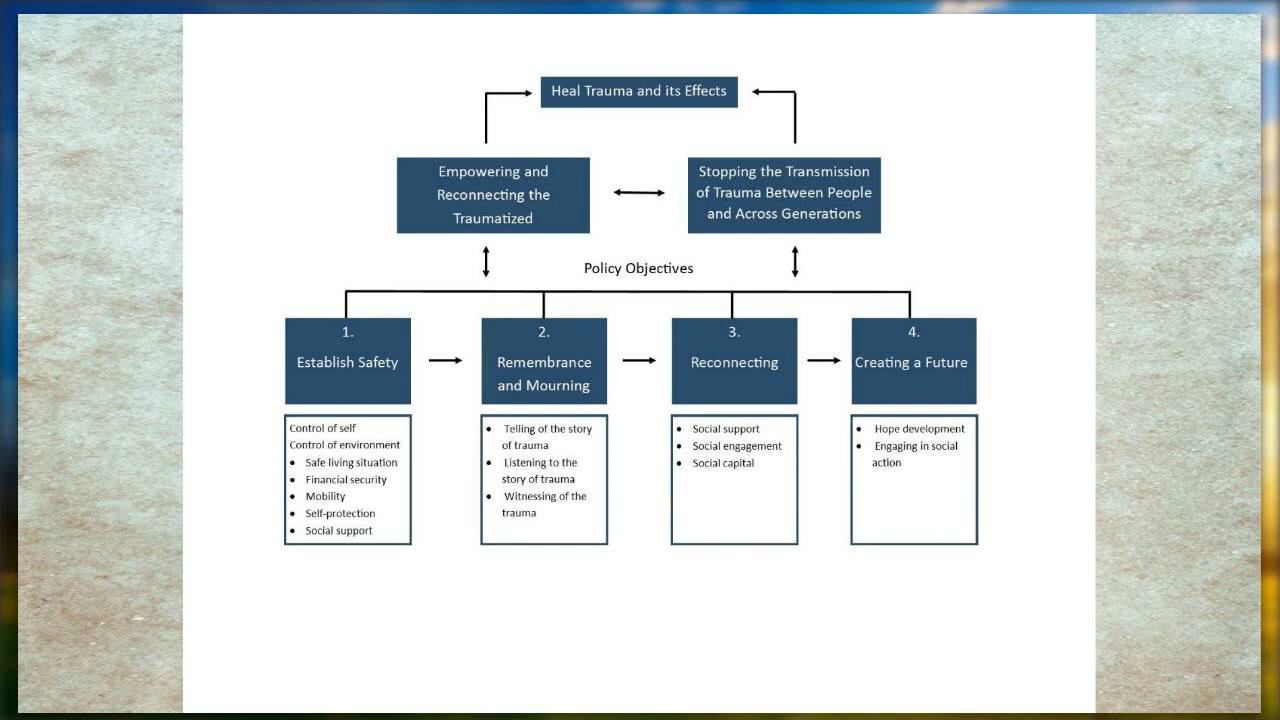 Heal Trauma and its Effects
Empowering and
Reconnecting the
Traumatized
Stopping the Transmission
of Trauma Between People
and Across Generations
Policy Objectives
1.
Establish Safety
2.
Remembrance
and Mourning
3.
Reconnecting
4.
Creating a Future
Control of self
Control of environment
• Safe living situation
• Financial security
• Mobility
• Self-protection
• Social support
• Telling of the story
of trauma
• Listening to the
story of trauma
• Witnessing of the
trauma
• Social support
• Social engagement
• Social capital
• Hope development
• Engaging in social
action